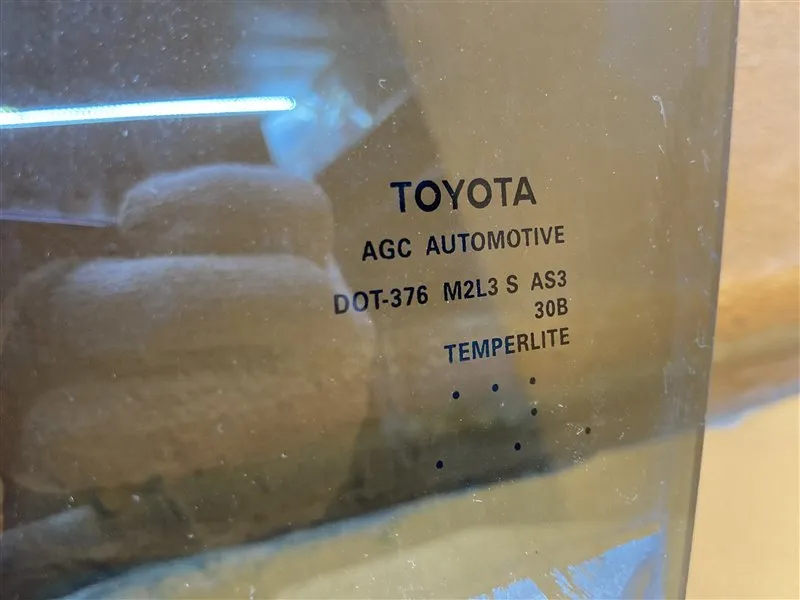 TOYOTA
AGC AUTOMOTIVE
DOT-376 M2L3 S AS3
30B
TEMPERLITE